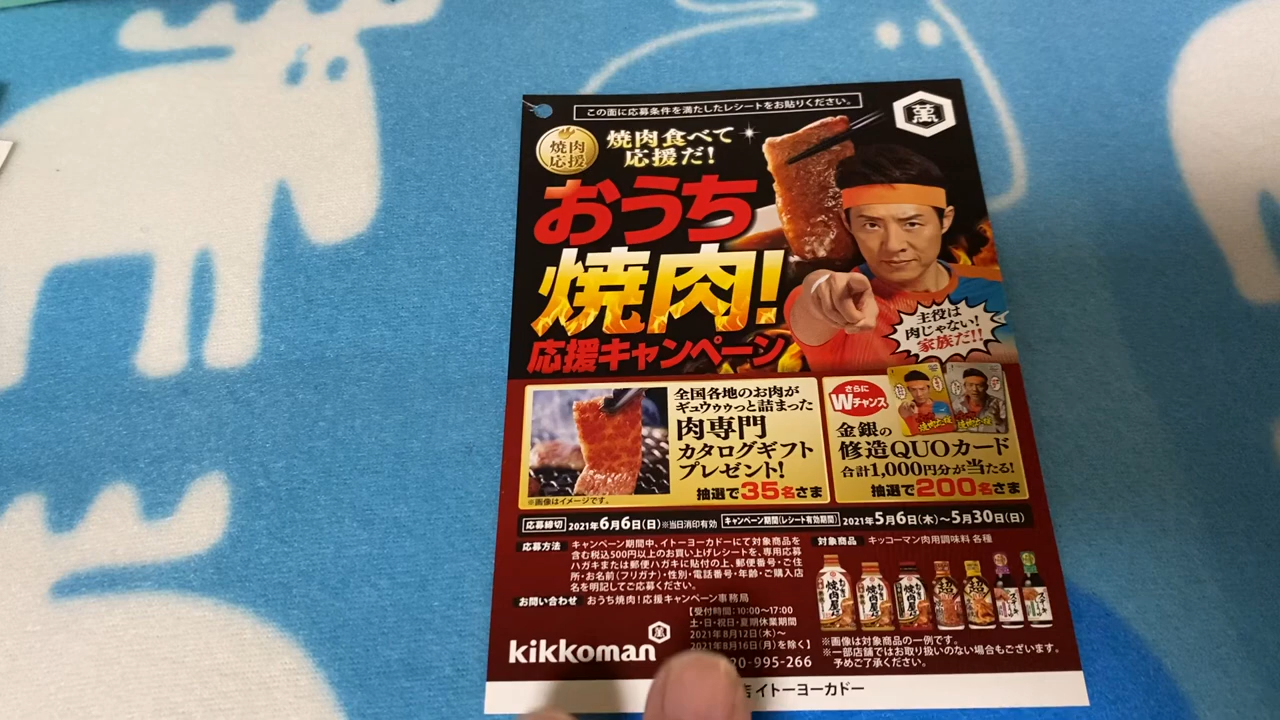 この面に応募条件を満たしたレシートをお貼りください。
萬
焼肉
応援
焼肉食べて
応援だ!
おうち
焼肉!
応援キャンペーン
主役は
肉じゃない!
家族だ!!
全国各地のお肉が
ギュウゥゥっと詰まった
肉専門
カタログギフト
プレゼント!
抽選で35名さま
※画像はイメージです。
さらに
Wチャンス
金銀の
修造QUOカード
合計1,000円分が当たる!
抽選で200名さま
応募締切 2021年6月6日(日)※当日消印有効 キャンペーン期間(レシート有効期間) 2021年5月6日(木)~5月30日(日)
応募方法 キャンペーン期間中、イトーヨーカドーにて対象商品を
含む税込500円以上のお買い上げレシートを、専用応募
ハガキまたは郵便ハガキに貼付の上、郵便番号・ご住
所・お名前(フリガナ)・性別・電話番号・年齢・ご購入店
名を明記してご応募ください。
お問い合わせ おうち焼肉!応援キャンペーン事務局
【受付時間:10:00~17:00
土・日・祝日・夏期休業期間
2021年8月12日(木)~
2021年8月16日(月)を除く】
20-995-266
kikkoman
萬
対象商品 キッコーマン肉用調味料 各種
※画像は対象商品の一例です。
※一部店舗ではお取り扱いのない場合もございます。
予めご了承ください。
店 イトーヨーカドー